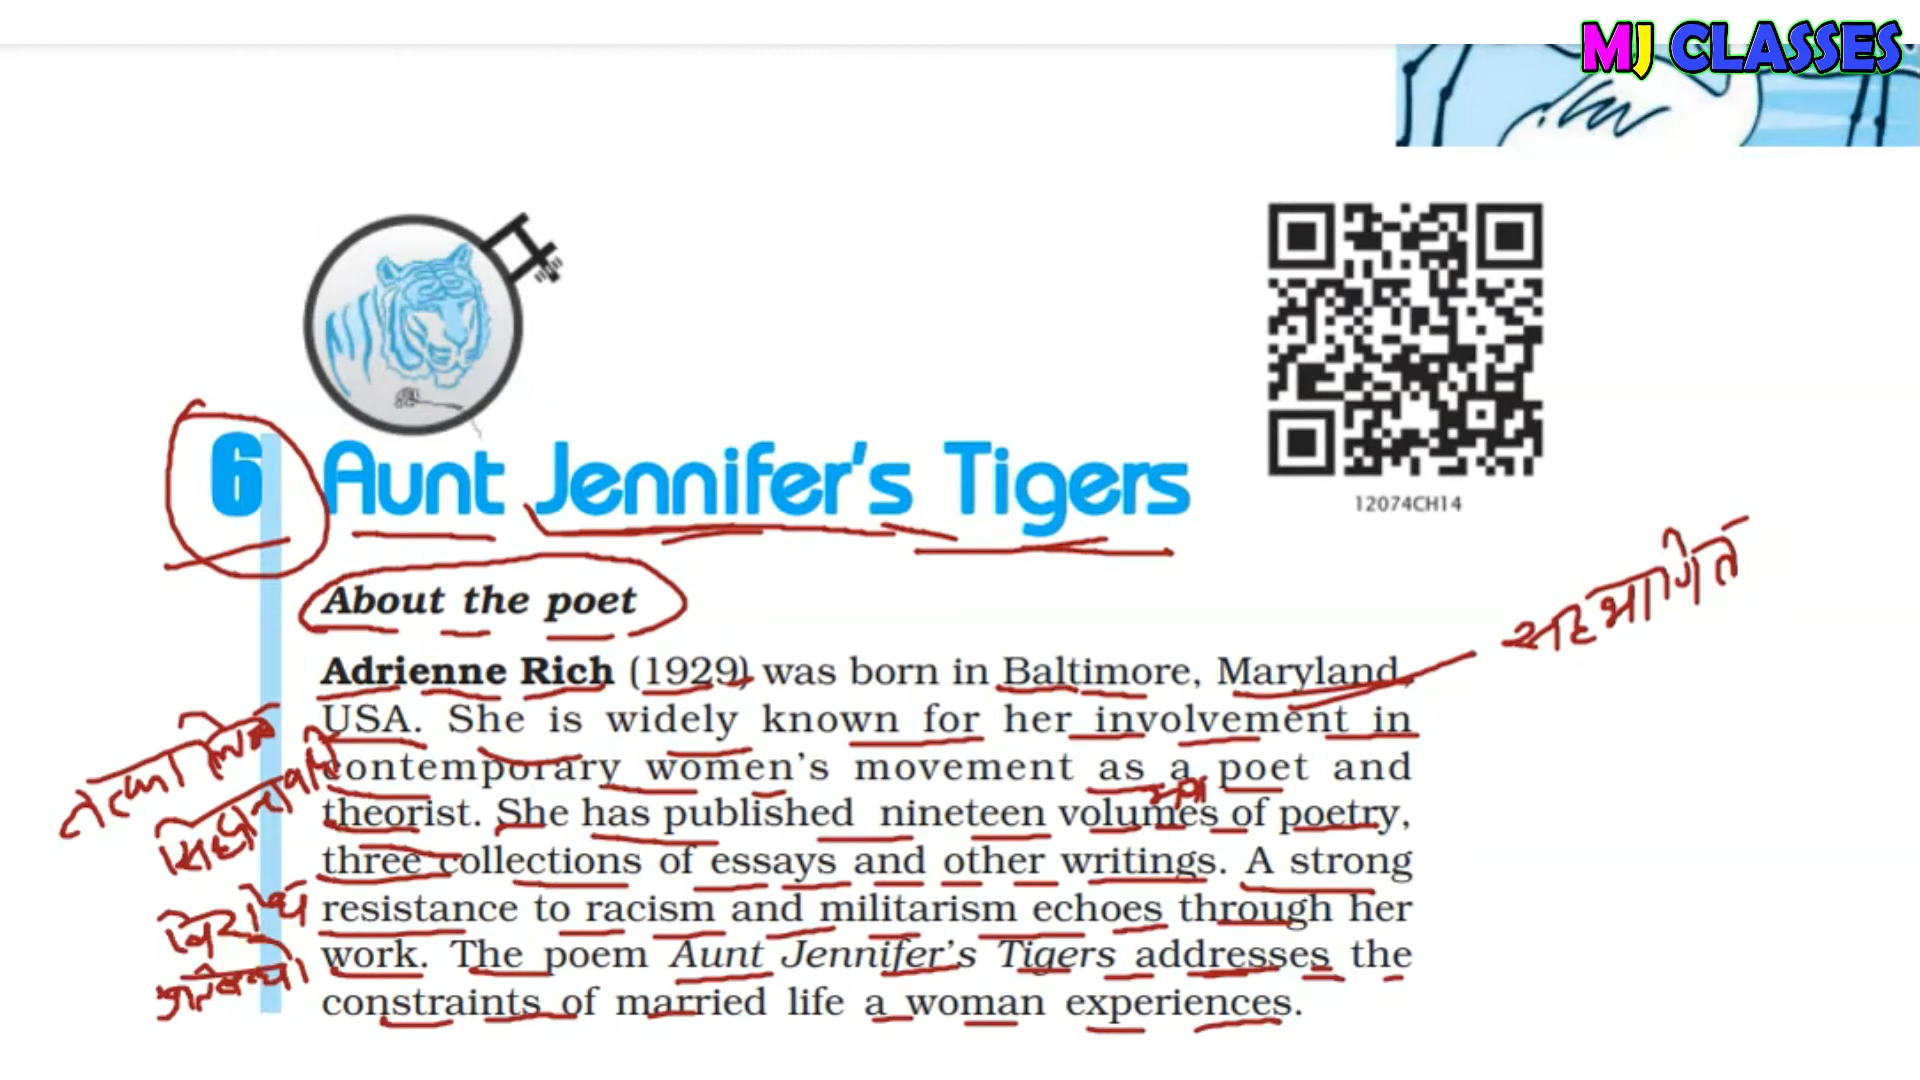 MJ CLASSES
12074CH14
6 Aunt Jennifer's Tigers
About the poet
सहभागिता
Adrienne Rich (1929) was born in Baltimore, Maryland,
USA. She is widely known for her involvement in
contemporary women's movement as a poet and
theorist. She has published nineteen volumes of poetry,
three collections of essays and other writings. A strong
resistance to racism and militarism echoes through her
work. The poem Aunt Jennifer's Tigers addresses the
constraints of married life a woman experiences.